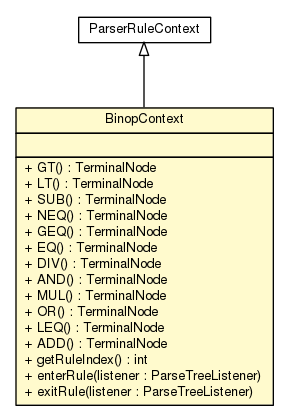 ParserRuleContext
BinopContext
+ GT() : TerminalNode
+ LT() : TerminalNode
+ SUB() : TerminalNode
+ NEQ() : TerminalNode
+ GEQ() : TerminalNode
+ EQ() : TerminalNode
+ DIV() : TerminalNode
+ AND() : TerminalNode
+ MUL() : TerminalNode
+ OR() : TerminalNode
+ LEQ() : TerminalNode
+ ADD() : TerminalNode
+ getRuleIndex() : int
+ enterRule(listener : ParseTreeListener)
+ exitRule(listener : ParseTreeListener)